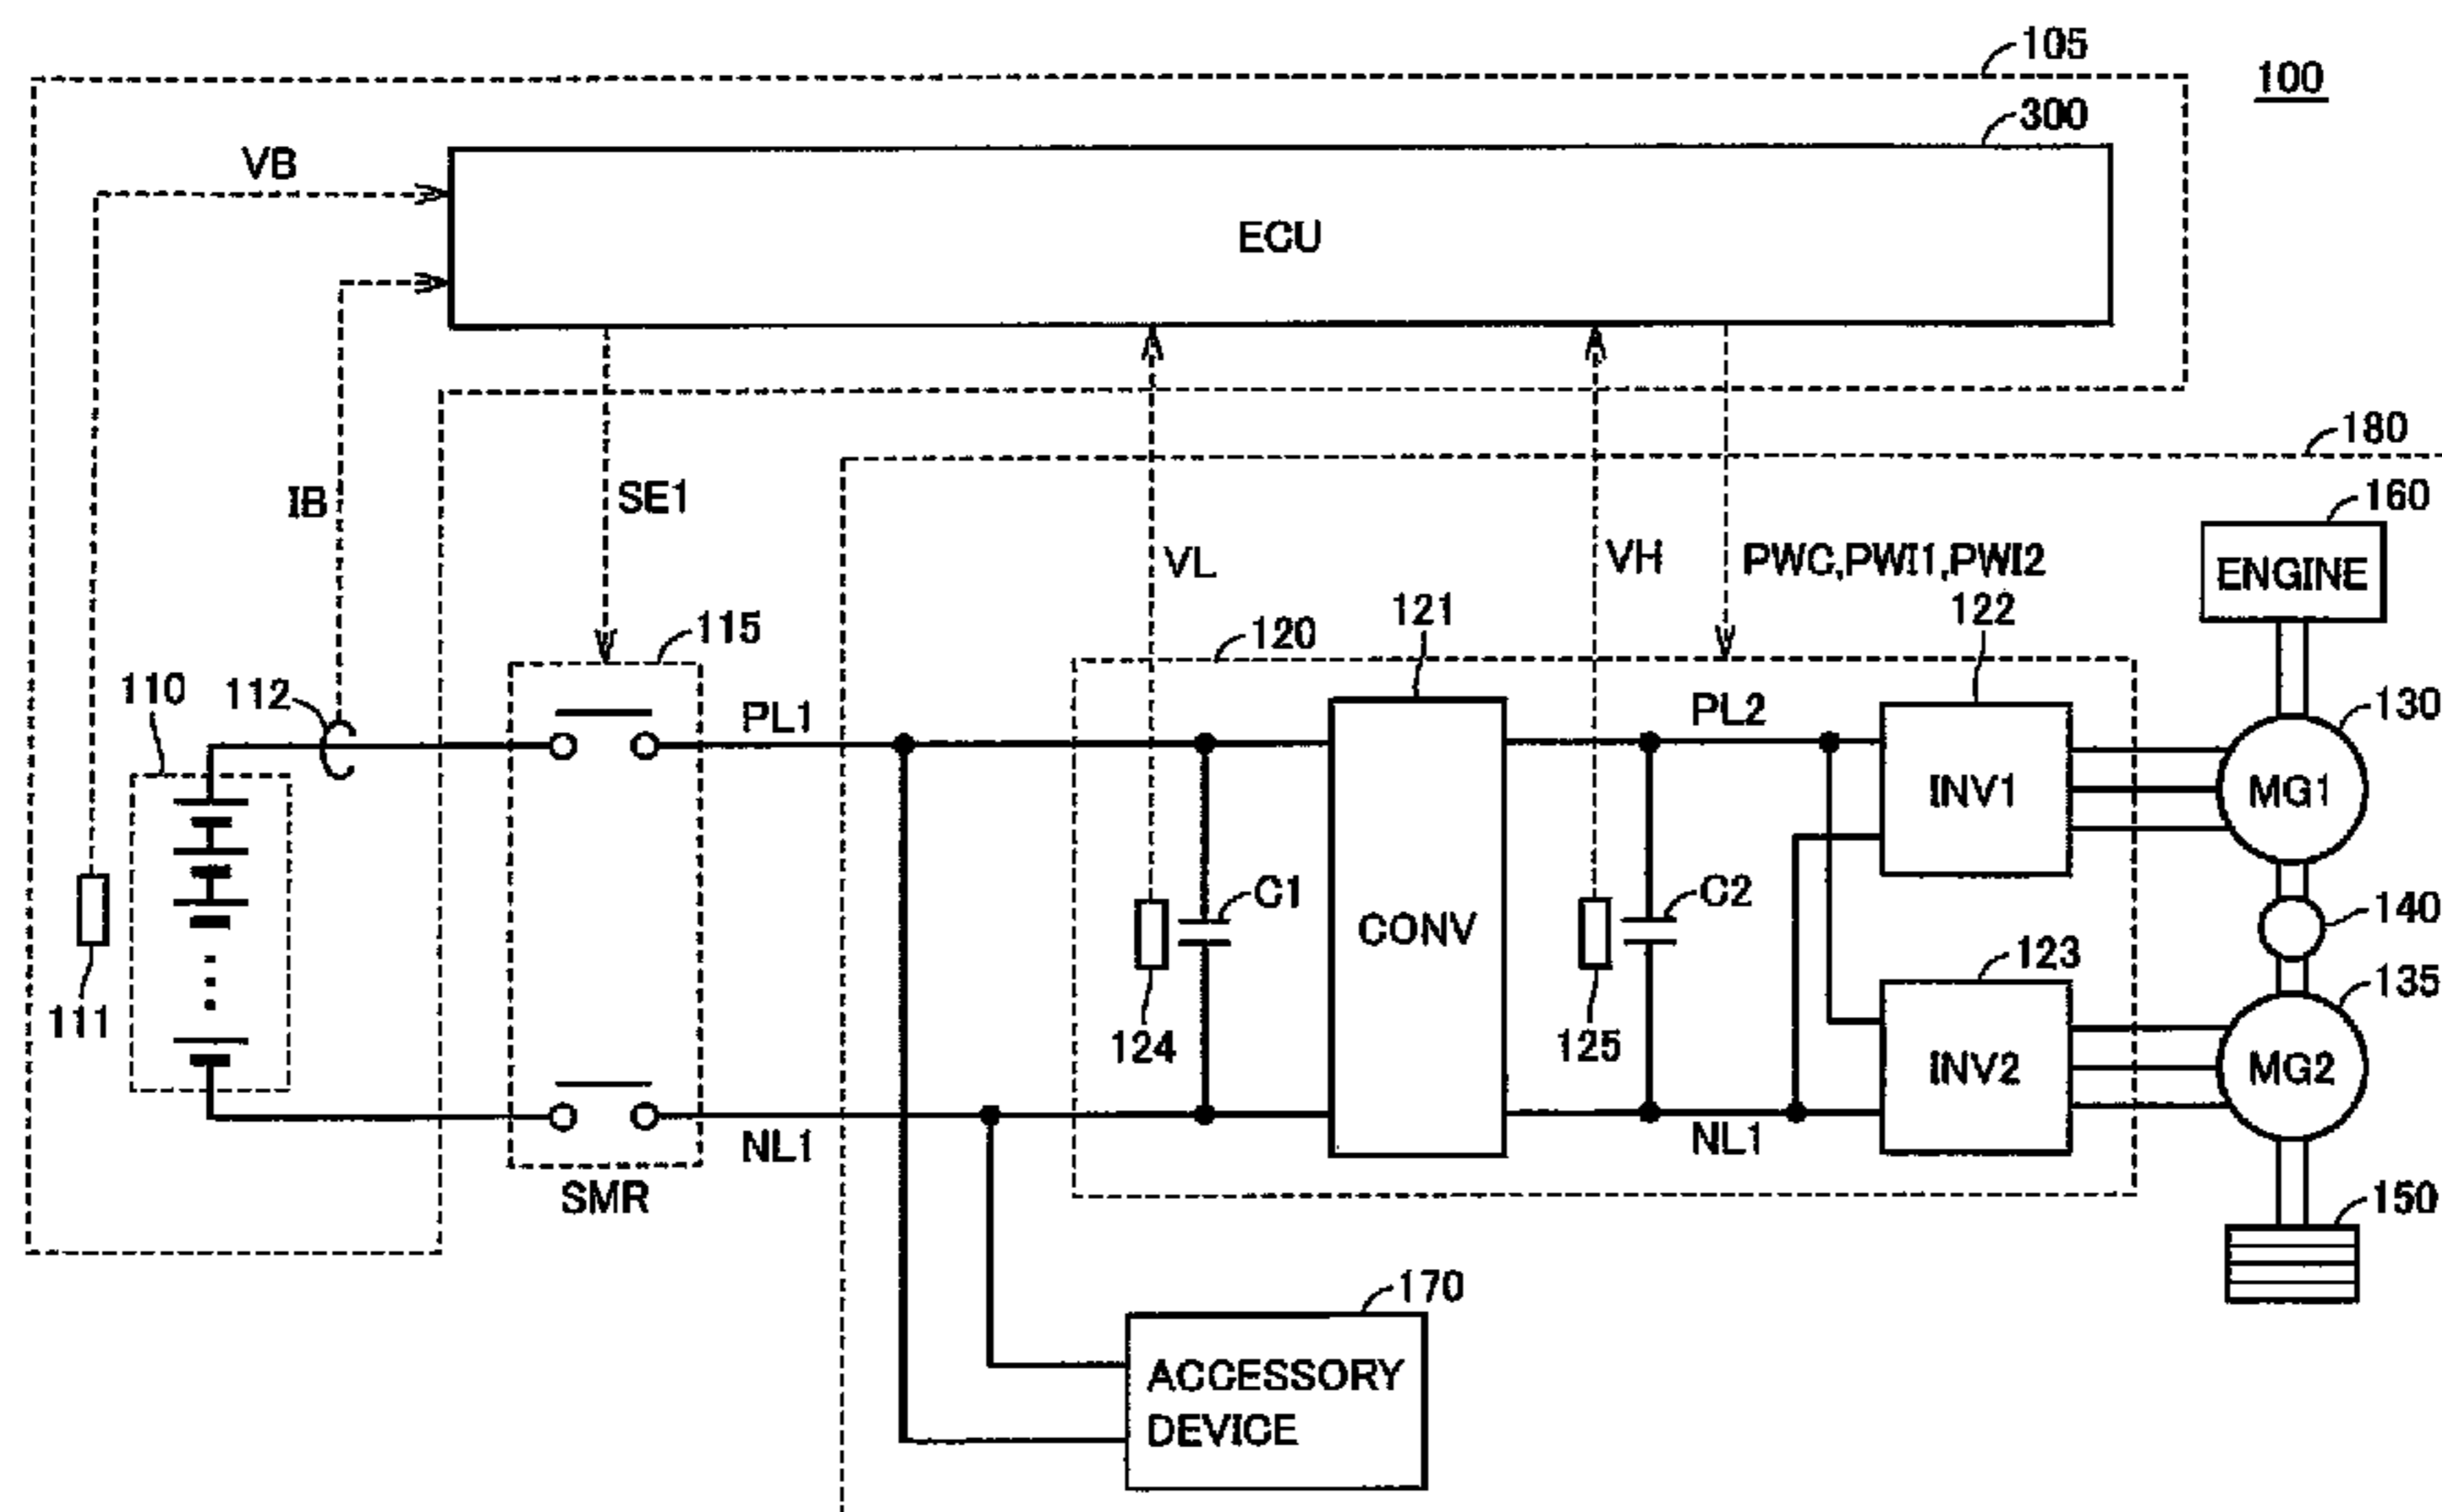 105
100
300
VB
ECU
180
160
IB
SE1
VL
VH
PWC,PWI1,PWI2
ENGINE
115
120
121
122
110
112
PL1
PL2
130
INV1
MG1
C1
C2
140
CONV
123
135
111
124
125
INV2
MG2
NL1
NL1
SMR
150
170
ACCESSORY
DEVICE